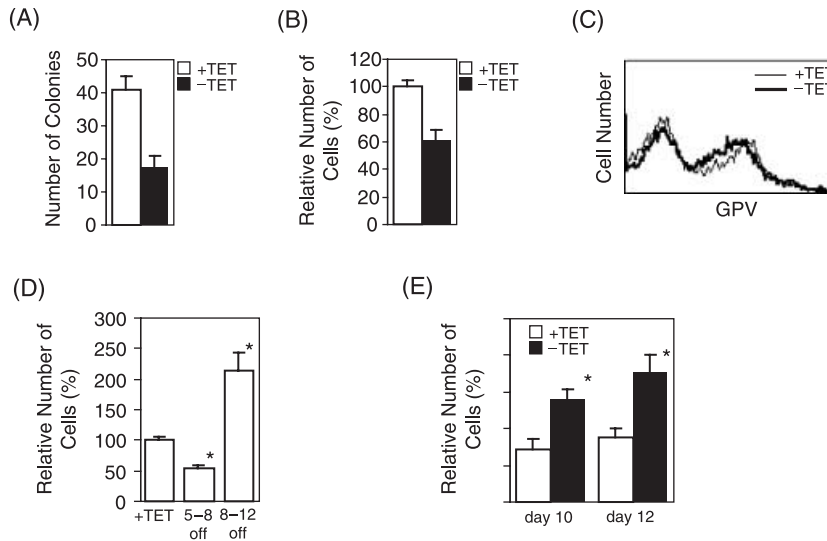 (A)
Number of Colonies
50
40
30
20
10
0
+TET
−TET
(B)
Relative Number of
Cells (%)
120
100
80
60
40
20
0
+TET
−TET
(C)
Cell Number
GPV
+TET
−TET
(D)
Relative Number of
Cells (%)
300
250
200
150
100
50
0
*
*
+TET
5–8
off
8–12
off
(E)
Relative Number of
Cells (%)
+TET
−TET
*
*
day 10
day 12